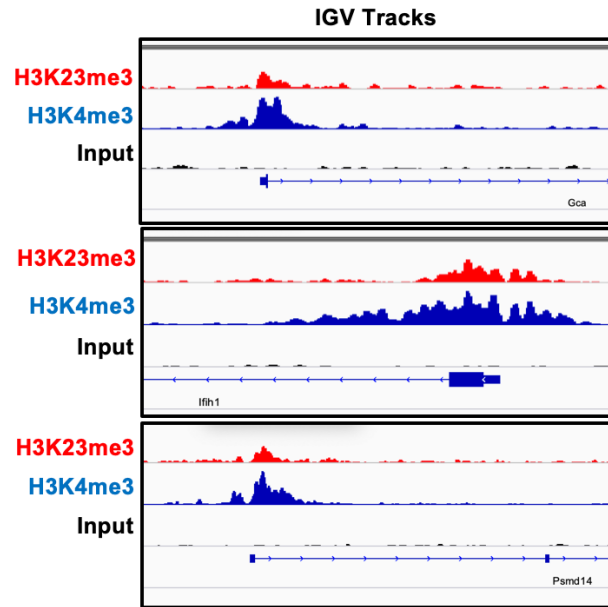 IGV Tracks
H3K23me3
H3K4me3
Input
Gca
H3K23me3
H3K4me3
Input
Ifih1
H3K23me3
H3K4me3
Input
Psmd14